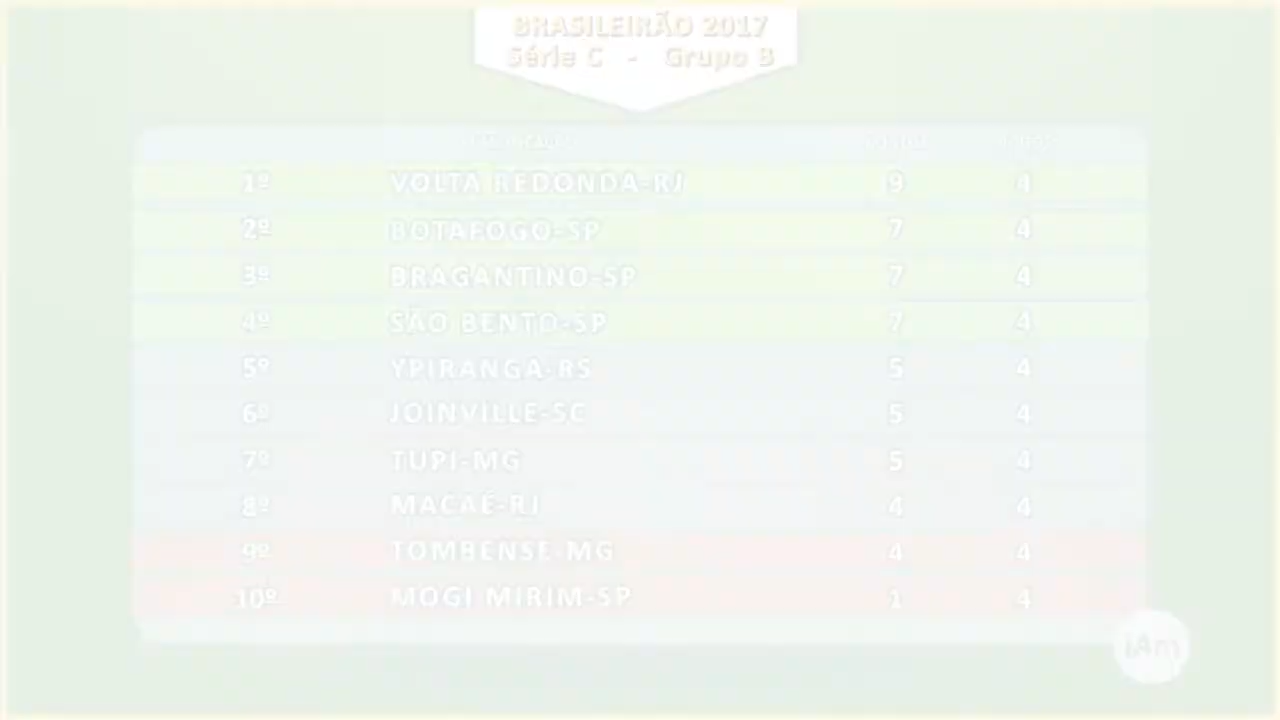 BRASILEIRÃO 2017
Série C - Grupo B
1º VOLTA REDONDA-RJ 9 4
2º BOTAFOGO-SP 7 4
3º BRAGANTINO-SP 7 4
4º SÃO BENTO-SP 7 4
5º YPIRANGA-RS 5 4
6º JOINVILLE-SC 5 4
7º TUPI-MG 5 4
8º MACAÉ-RJ 4 4
9º TOMBENSE-MG 4 4
10º MOGI MIRIM-SP 1 4
iAm